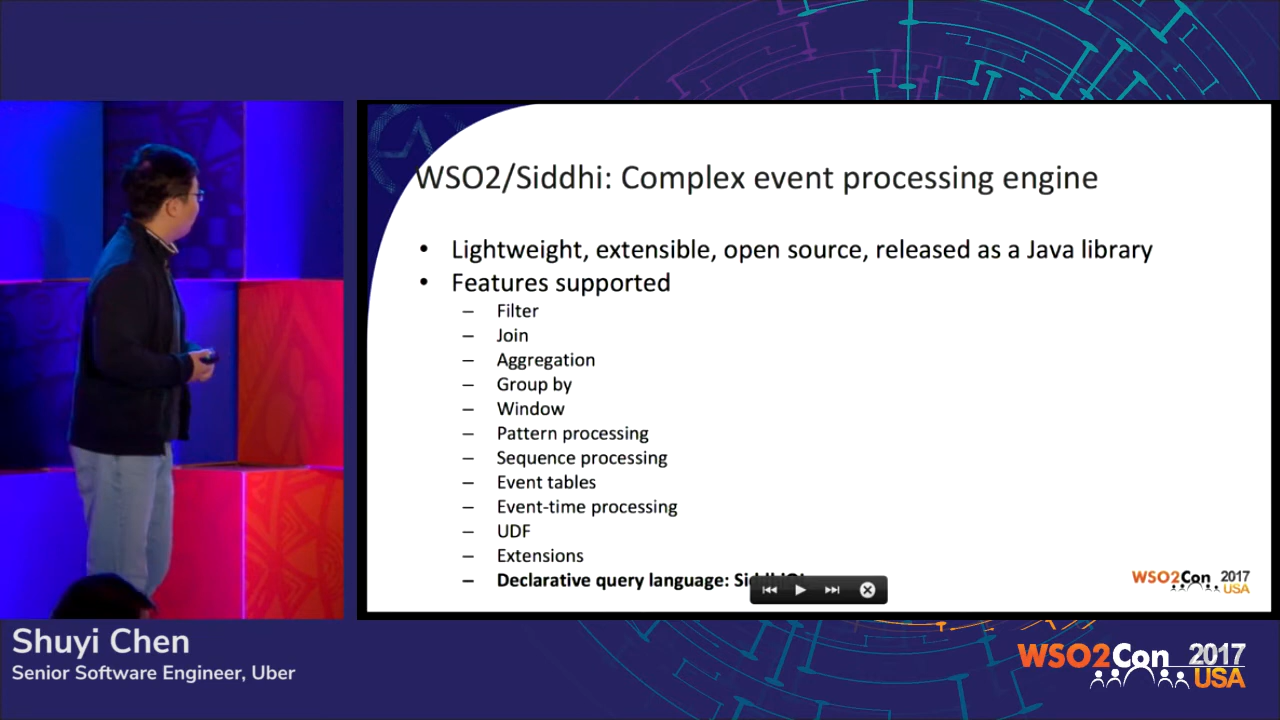 WSO2/Siddhi: Complex event processing engine
• Lightweight, extensible, open source, released as a Java library
• Features supported
– Filter
– Join
– Aggregation
– Group by
– Window
– Pattern processing
– Sequence processing
– Event tables
– Event-time processing
– UDF
– Extensions
– Declarative query language:
WSO2Con 2017 USA
Shuyi Chen
Senior Software Engineer, Uber
WSO2Con 2017 USA